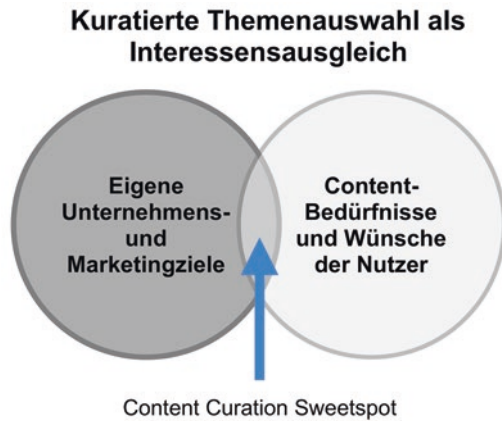 Kuratierte Themenauswahl als
Interessensausgleich
Eigene
Unternehmens-
und
Marketingziele
Content-
Bedürfnisse
und Wünsche
der Nutzer
Content Curation Sweetspot